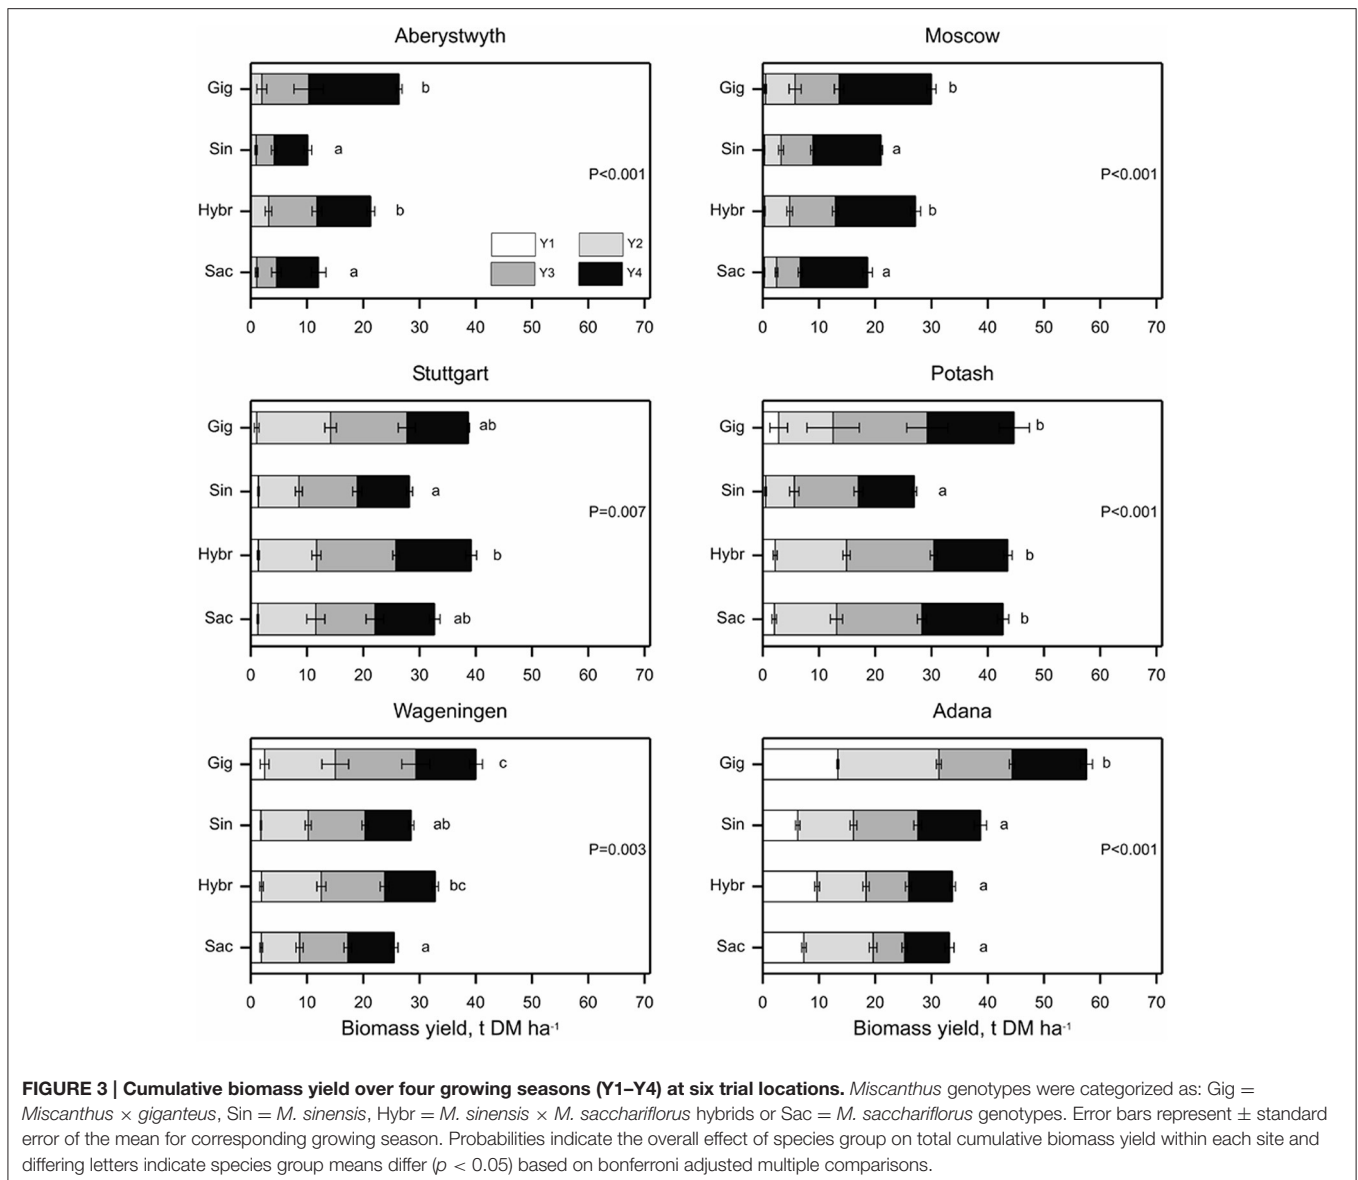 Aberystwyth
Gig
b
Sin
a
P<0.001
Hybr
b
Y1
Y2
Sac
a
Y3
Y4
0 10 20 30 40 50 60 70
Moscow
Gig
b
Sin
a
P<0.001
Hybr
b
Sac
a
0 10 20 30 40 50 60 70
Stuttgart
Gig
ab
Sin
a
P=0.007
Hybr
b
Sac
ab
0 10 20 30 40 50 60 70
Potash
Gig
b
Sin
a
P<0.001
Hybr
b
Sac
b
0 10 20 30 40 50 60 70
Wageningen
Gig
c
Sin
ab
P=0.003
Hybr
bc
Sac
a
0 10 20 30 40 50 60 70
Biomass yield, t DM ha⁻¹
Adana
Gig
b
Sin
a
P<0.001
Hybr
a
Sac
a
0 10 20 30 40 50 60 70
Biomass yield, t DM ha⁻¹
FIGURE 3 | Cumulative biomass yield over four growing seasons (Y1–Y4) at six trial locations. Miscanthus genotypes were categorized as: Gig =
Miscanthus × giganteus, Sin = M. sinensis, Hybr = M. sinensis × M. sacchariflorus hybrids or Sac = M. sacchariflorus genotypes. Error bars represent ± standard
error of the mean for corresponding growing season. Probabilities indicate the overall effect of species group on total cumulative biomass yield within each site and
differing letters indicate species group means differ (p < 0.05) based on bonferroni adjusted multiple comparisons.